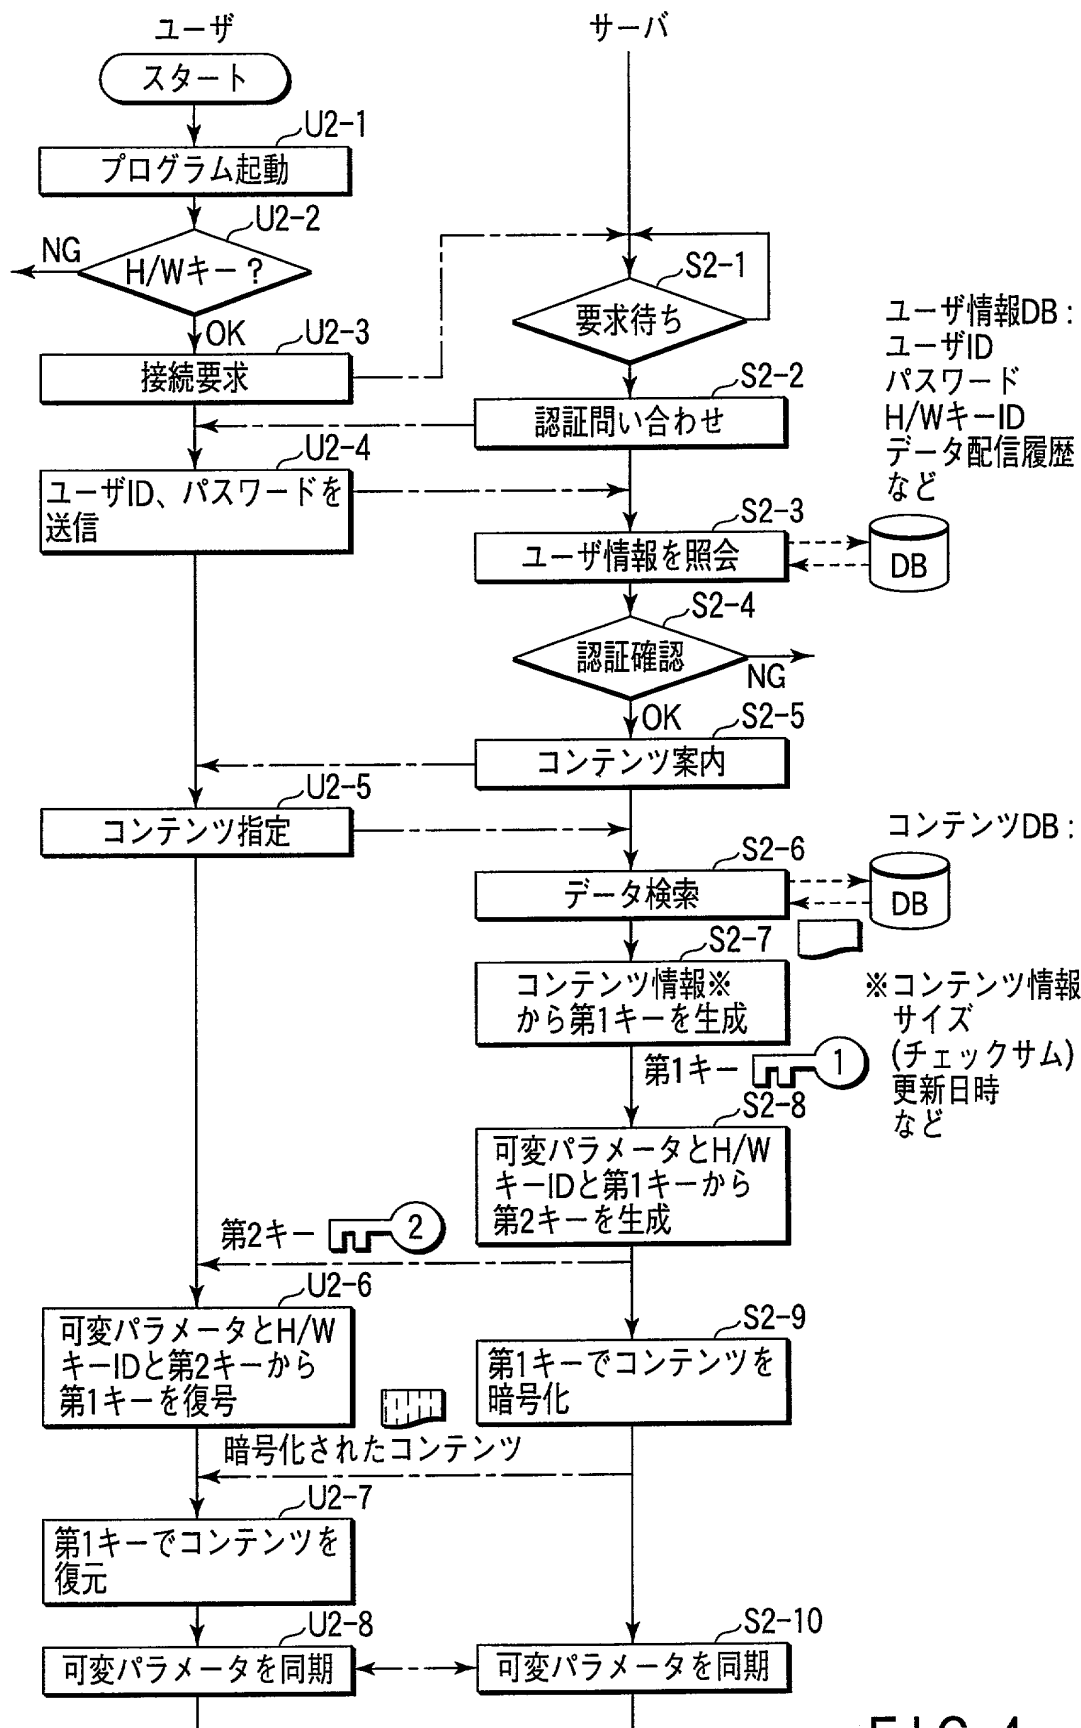 ユーザ
サーバ
スタート
U2-1
プログラム起動
U2-2
NG
H/Wキー?
OK
S2-1
要求待ち
U2-3
接続要求
S2-2
認証問い合わせ
ユーザ情報DB:
ユーザID
パスワード
H/WキーID
データ配信履歴
など
U2-4
ユーザID、パスワードを
送信
S2-3
ユーザ情報を照会
DB
S2-4
認証確認
NG
OK
S2-5
コンテンツ案内
U2-5
コンテンツ指定
コンテンツDB:
S2-6
データ検索
DB
S2-7
コンテンツ情報※
から第1キーを生成
※コンテンツ情報
サイズ
(チェックサム)
更新日時
など
第1キー
1
S2-8
可変パラメータとH/W
キーIDと第1キーから
第2キーを生成
第2キー
2
U2-6
可変パラメータとH/W
キーIDと第2キーから
第1キーを復号
S2-9
第1キーでコンテンツを
暗号化
暗号化されたコンテンツ
U2-7
第1キーでコンテンツを
復元
U2-8
可変パラメータを同期
S2-10
可変パラメータを同期